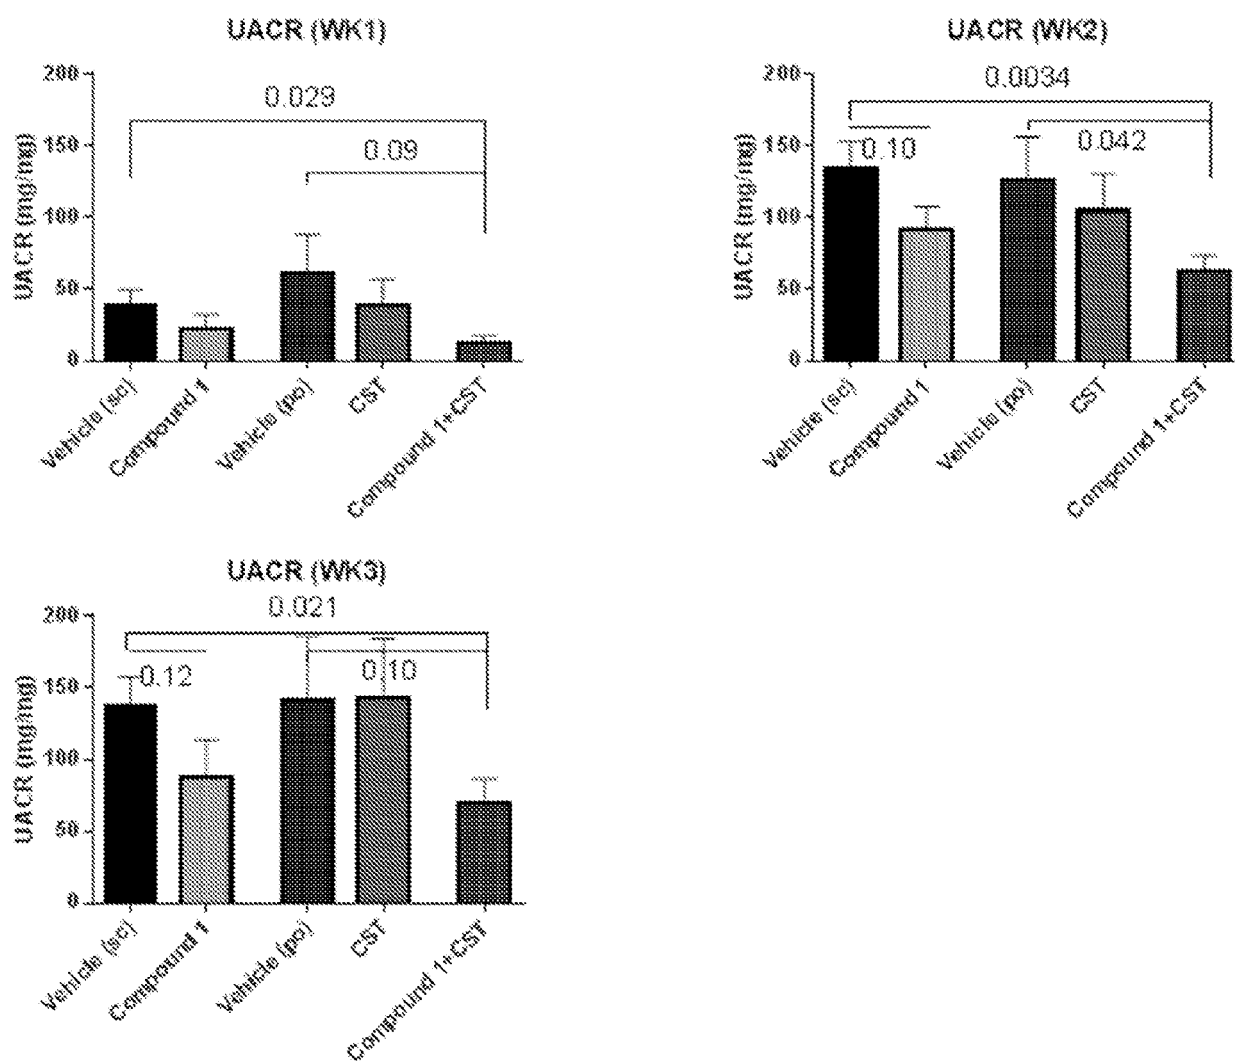 UACR (WK1)
UACR (mg/mg)
200
150
100
50
0
0.029
0.09
Vehicle (sc)
Compound 1
Vehicle (po)
CST
Compound 1+CST
UACR (WK2)
UACR (mg/mg)
200
150
100
50
0
0.0034
0.10
0.042
Vehicle (sc)
Compound 1
Vehicle (po)
CST
Compound 1+CST
UACR (WK3)
UACR (mg/mg)
200
150
100
50
0
0.021
0.12
0.10
Vehicle (sc)
Compound 1
Vehicle (po)
CST
Compound 1+CST